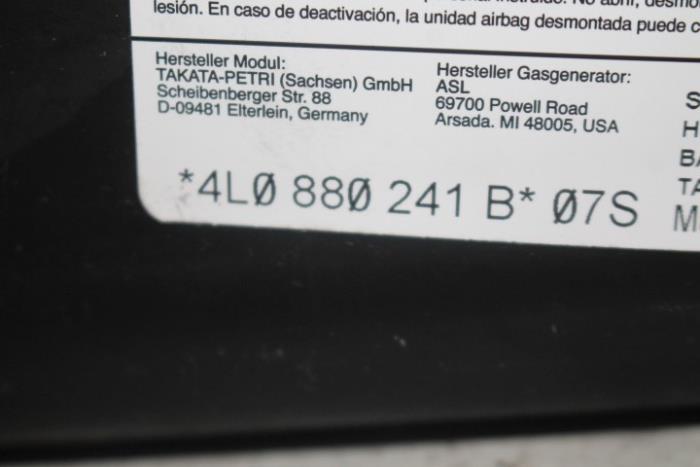 lesión. En caso de deactivación, la unidad airbag desmontada puede
Hersteller Modul:
TAKATA-PETRI (Sachsen) GmbH
Scheibenberger Str. 88
D-09481 Elterlein, Germany
Hersteller Gasgenerator:
ASL
69700 Powell Road
Arsada. MI 48005, USA
*4LØ 880 241 B* Ø7S